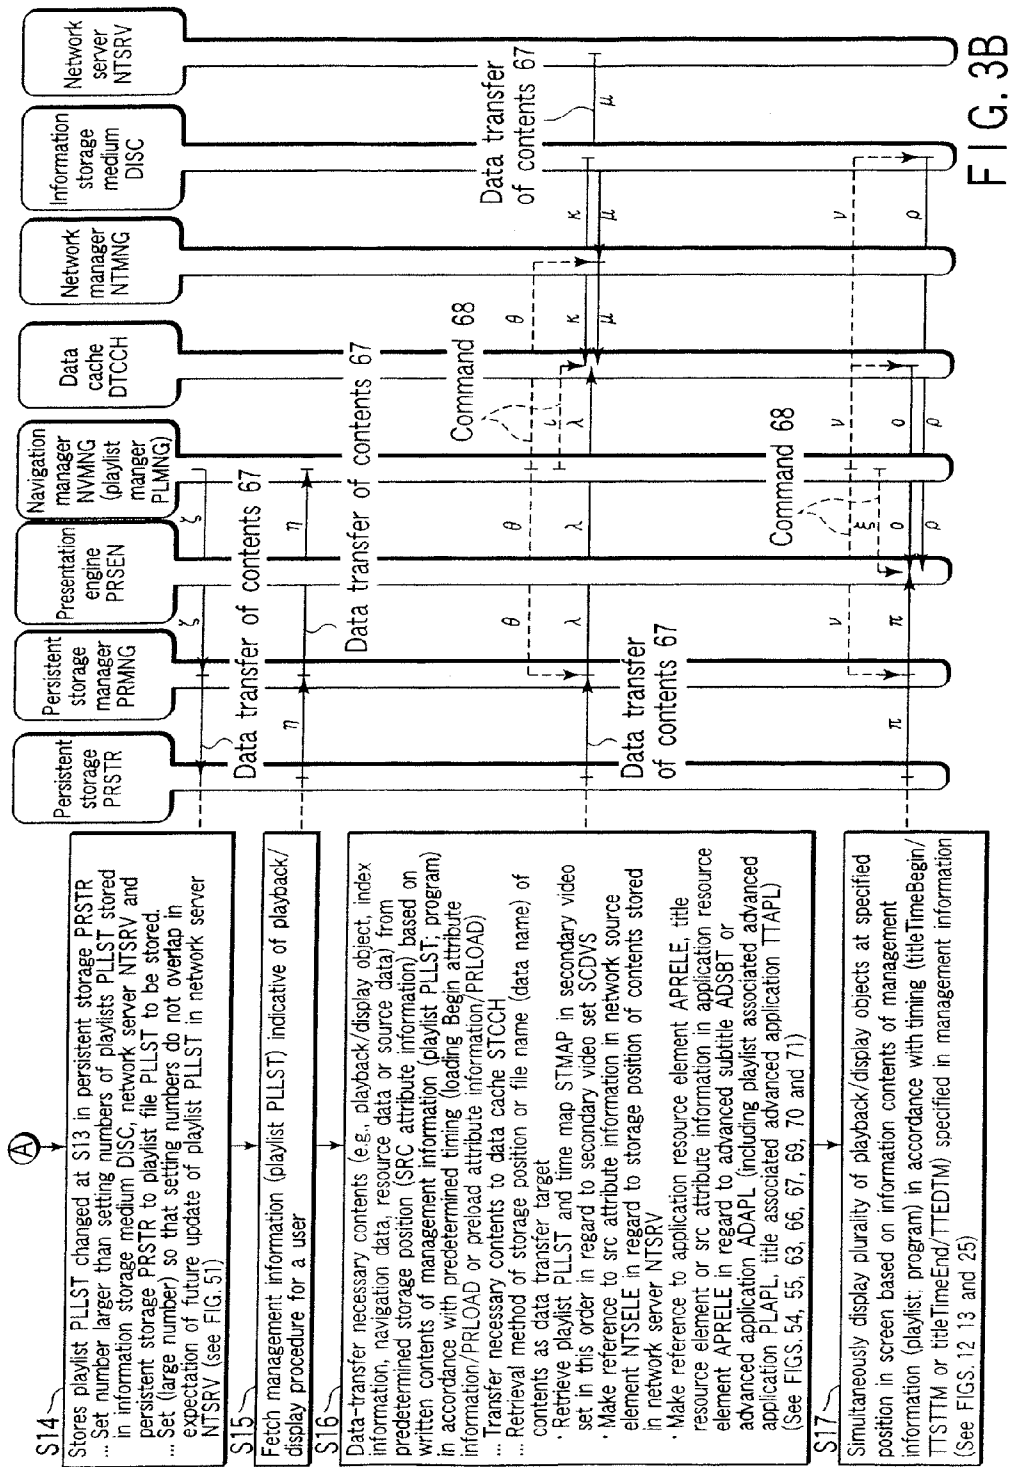 A
S14
Stores playlist PLLST changed at S13 in persistent storage PRSTR
... Set number larger than setting numbers of playlists PLLST stored
in information storage medium DISC, network server NTSRV and
persistent storage PRSTR to playlist file PLLST to be stored.
... Set (large number) so that setting numbers do not overlap in
expectation of future update of playlist PLLST in network server
NTSRV (see FIG. 51)
S15
Fetch management information (playlist PLLST) indicative of playback/
display procedure for a user
S16
Data-transfer necessary contents (e.g., playback/display object, index
information, navigation data, resource data or source data) from
predetermined storage position (SRC attribute information) based on
written contents of management information (playlist PLLST; program)
in accordance with predetermined timing (loading Begin attribute
information/PRLOAD or preload attribute information/PRLOAD)
... Transfer necessary contents to data cache STCCH
... Retrieval method of storage position or file name (data name) of
contents as data transfer target
· Retrieve playlist PLLST and time map STMAP in secondary video
set in this order in regard to secondary video set SCDVS
· Make reference to src attribute information in network source
element NTSELE in regard to storage position of contents stored
in network server NTSRV
· Make reference to application resource element APRELE, title
resource element or src attribute information in application resource
element APRELE in regard to advanced subtitle ADSBT or
advanced application ADAPL (including playlist associated advanced
application PLAPL, title associated advanced application TTAPL)
(See FIGS. 54, 55, 63, 66, 67, 69, 70 and 71)
S17
Simultaneously display plurality of playback/display objects at specified
position in screen based on information contents of management
information (playlist; program) in accordance with timing (titleTimeBegin/
TTSTTM or titleTimeEnd/TTEDTM) specified in management information
(See FIGS. 12 13 and 25)
Persistent
storage
PRSTR
Persistent
storage
manager
PRMNG
Presentation
engine
PRSEN
Navigation
manager
NVMNG
(playlist
manger
PLMNG)
Data
cache
DTCCH
Network
manager
NTMNG
Information
storage
medium
DISC
Network
server
NTSRV
ζ
ζ
Data transfer of contents 67
η
η
Data transfer of contents 67
Command 68
θ
θ
θ
ι
Data transfer
of contents 67
κ
κ
μ
μ
μ
λ
λ
Data transfer
of contents 67
Command 68
ν
ν
ν
ξ
π
π
ο
ο
ρ
ρ
ρ
FIG. 3B